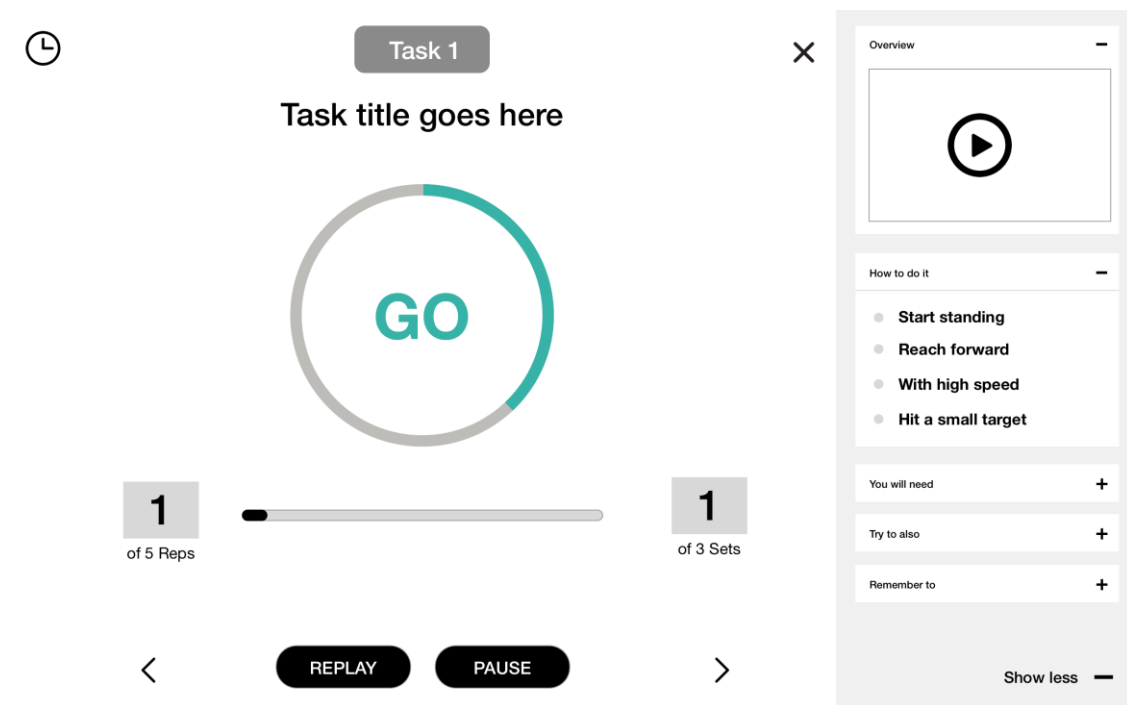 Task 1
Task title goes here
GO
1
of 5 Reps
1
of 3 Sets
REPLAY
PAUSE
Overview
How to do it
Start standing
Reach forward
With high speed
Hit a small target
You will need
Try to also
Remember to
Show less